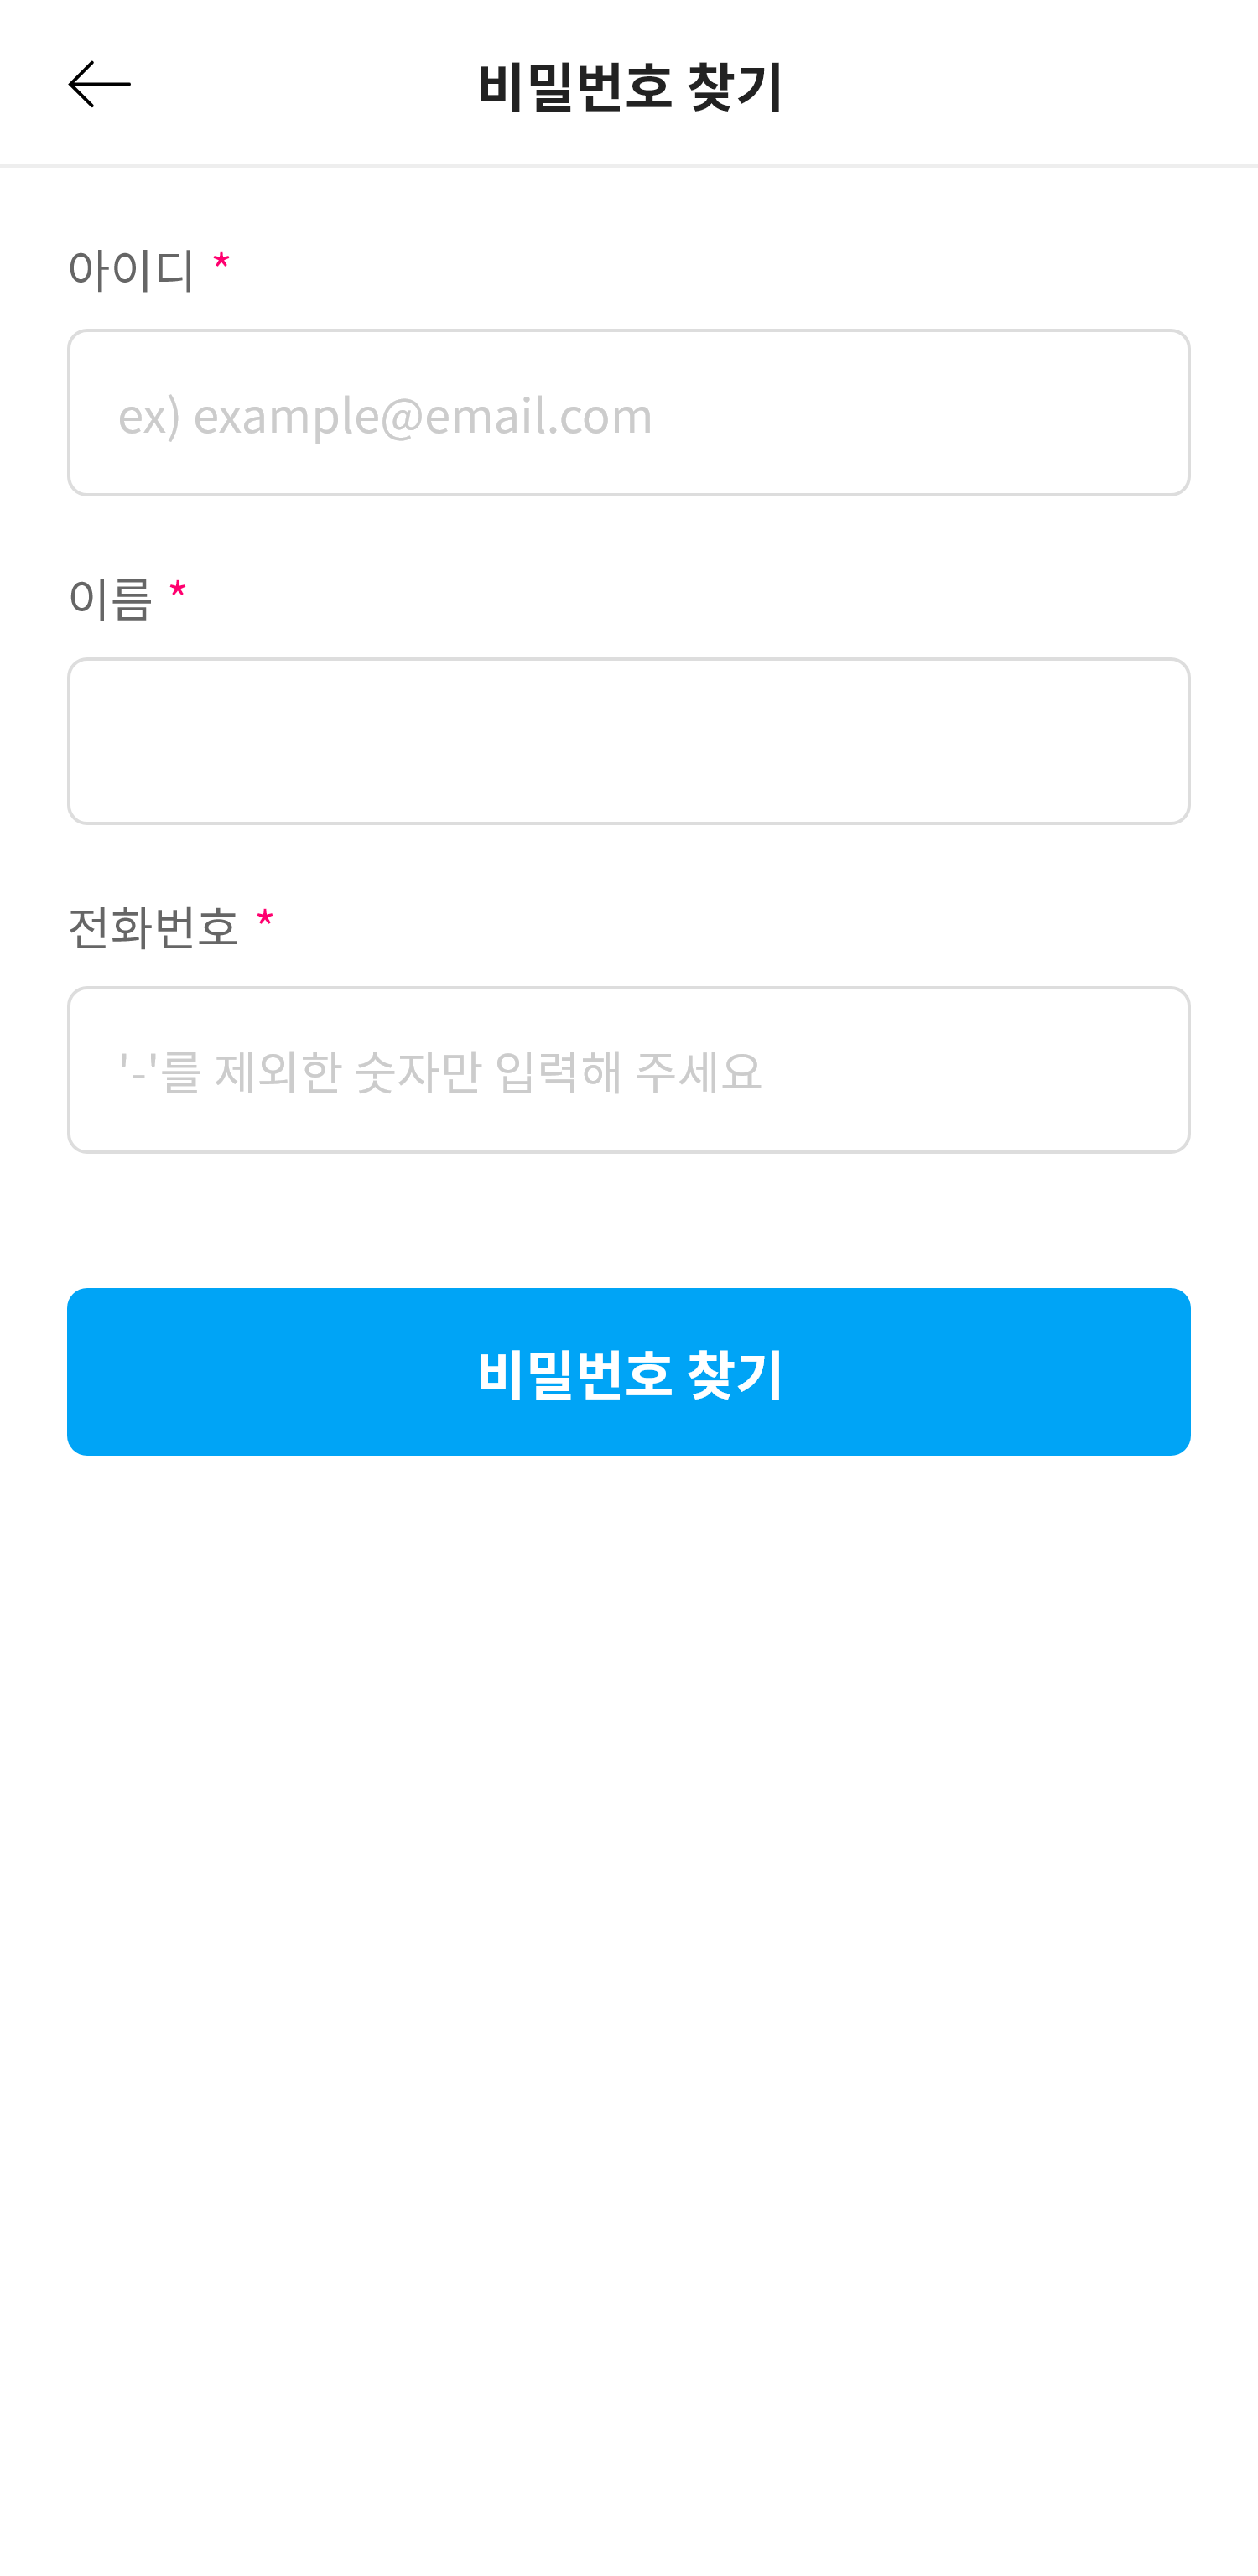 비밀번호 찾기
아이디 *
ex) example@email.com
이름 *
전화번호 *
'-'를 제외한 숫자만 입력해 주세요
비밀번호 찾기